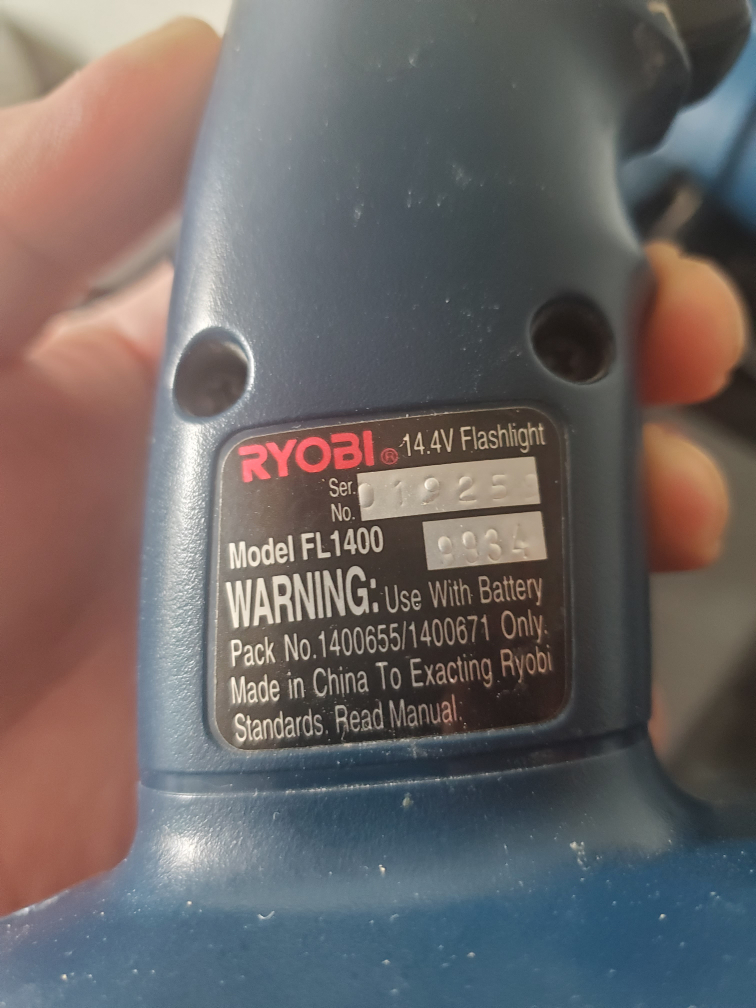 RYOBI® 14.4V Flashlight
Ser. No.
Model FL1400 9834
WARNING: Use With Battery
Pack No.1400655/1400671 Only.
Made in China To Exacting Ryobi
Standards. Read Manual.